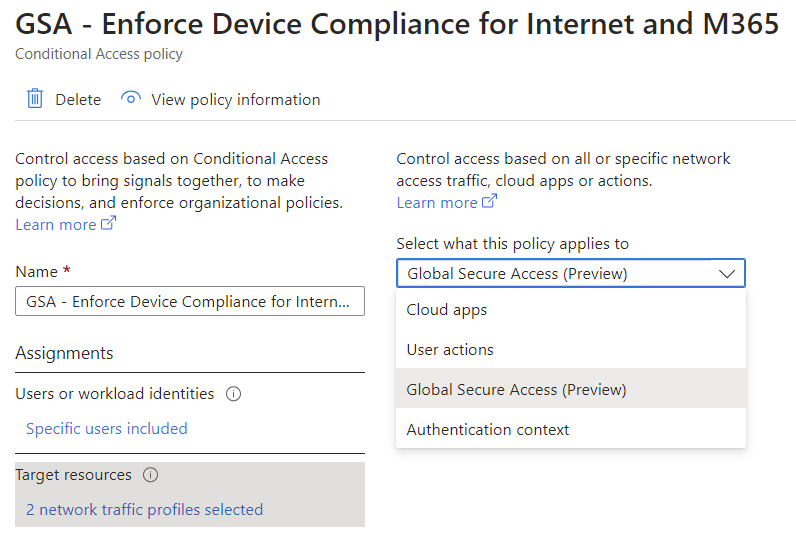 GSA - Enforce Device Compliance for Internet and M365
Conditional Access policy
Delete
View policy information
Control access based on Conditional Access
policy to bring signals together, to make
decisions, and enforce organizational policies.
Learn more
Name *
GSA - Enforce Device Compliance for Intern...
Assignments
Users or workload identities
Specific users included
Target resources
2 network traffic profiles selected
Control access based on all or specific network
access traffic, cloud apps or actions.
Learn more
Select what this policy applies to
Global Secure Access (Preview)
Cloud apps
User actions
Global Secure Access (Preview)
Authentication context